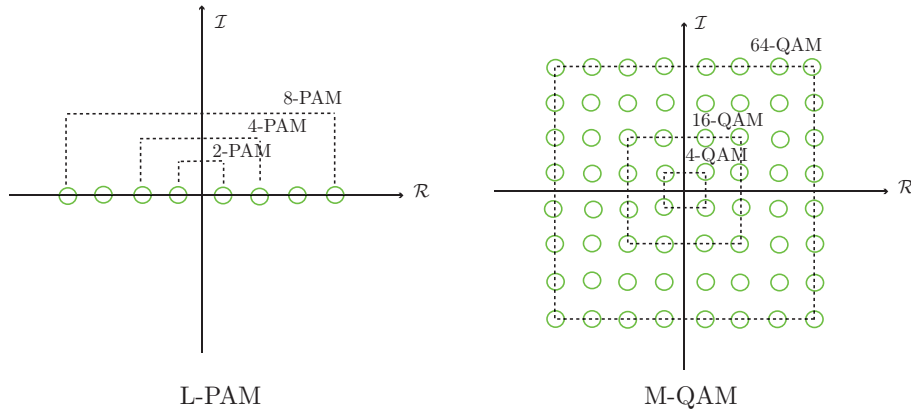 ℐ
8-PAM
4-PAM
2-PAM
ℛ
L-PAM
ℐ
64-QAM
16-QAM
4-QAM
ℛ
M-QAM